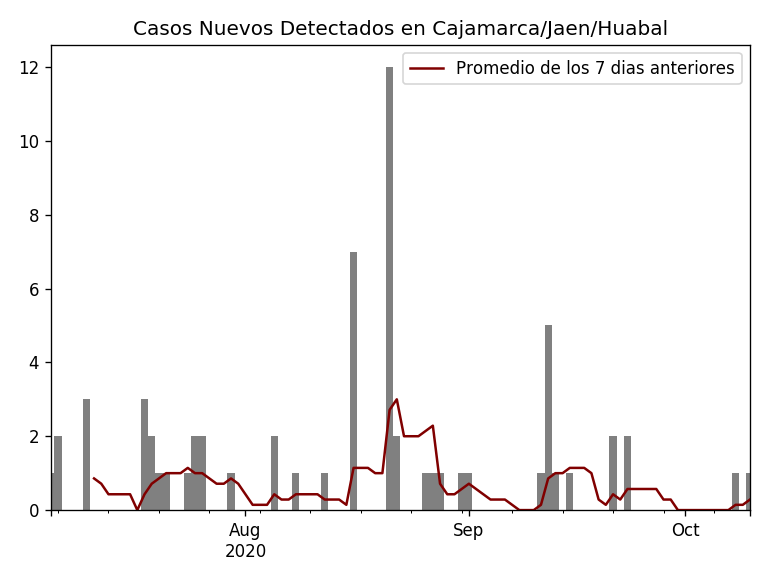 Casos Nuevos Detectados en Cajamarca/Jaen/Huabal
Promedio de los 7 dias anteriores
12
10
8
6
4
2
0
Aug
2020
Sep
Oct